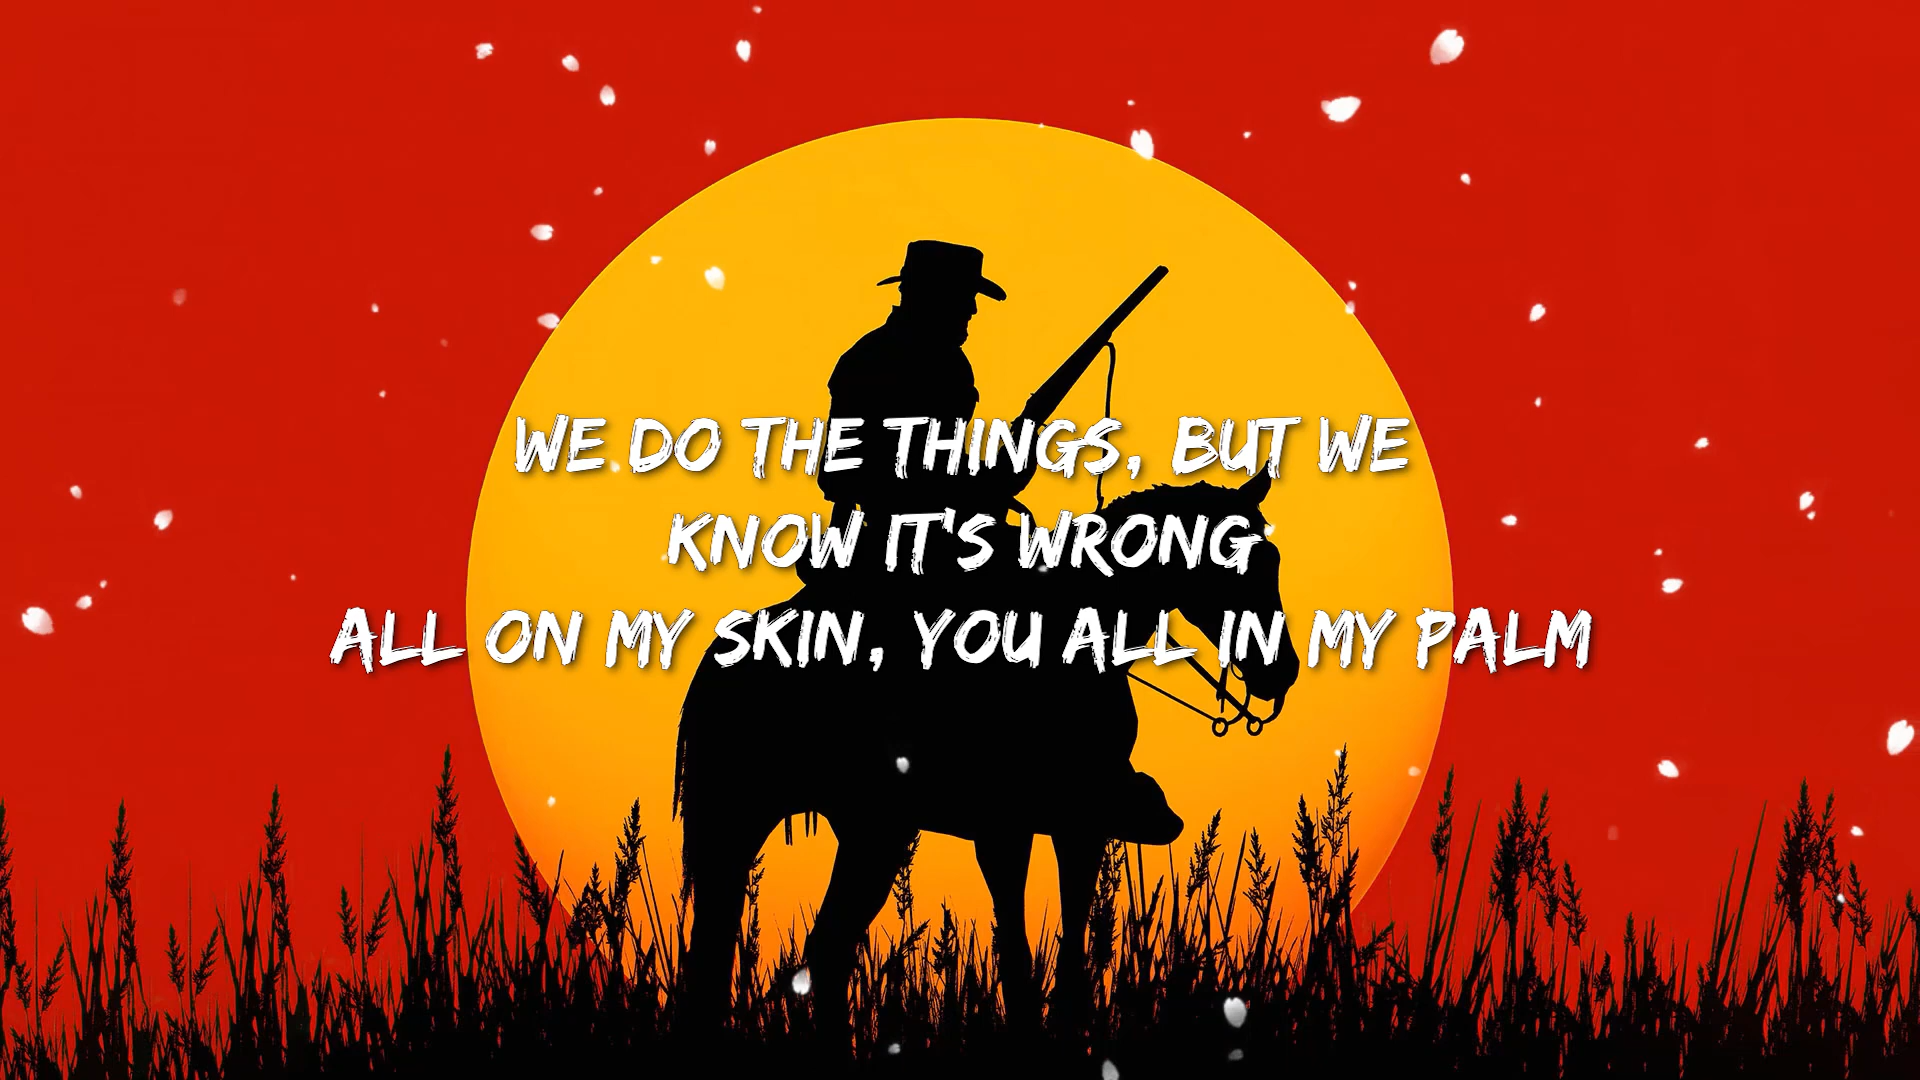 WE DO THE THINGS, BUT WE
KNOW IT'S WRONG
ALL ON MY SKIN, YOU ALL IN MY PALM